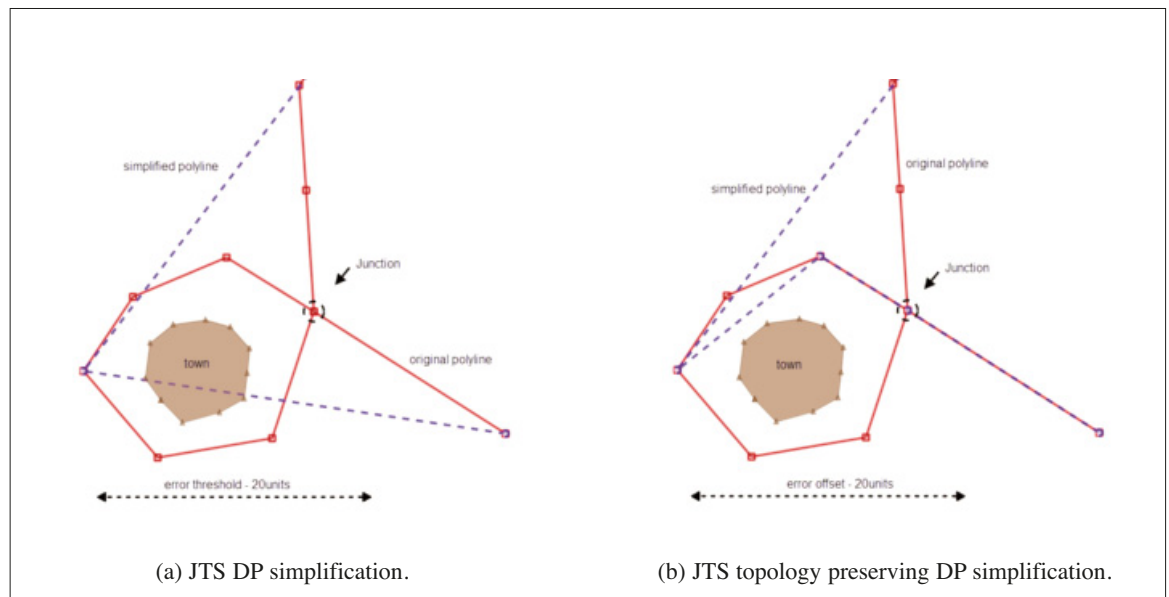 simplified polyline
Junction
town
original polyline
error threshold - 20units
(a) JTS DP simplification.
original polyline
simplified polyline
Junction
town
error offset - 20units
(b) JTS topology preserving DP simplification.